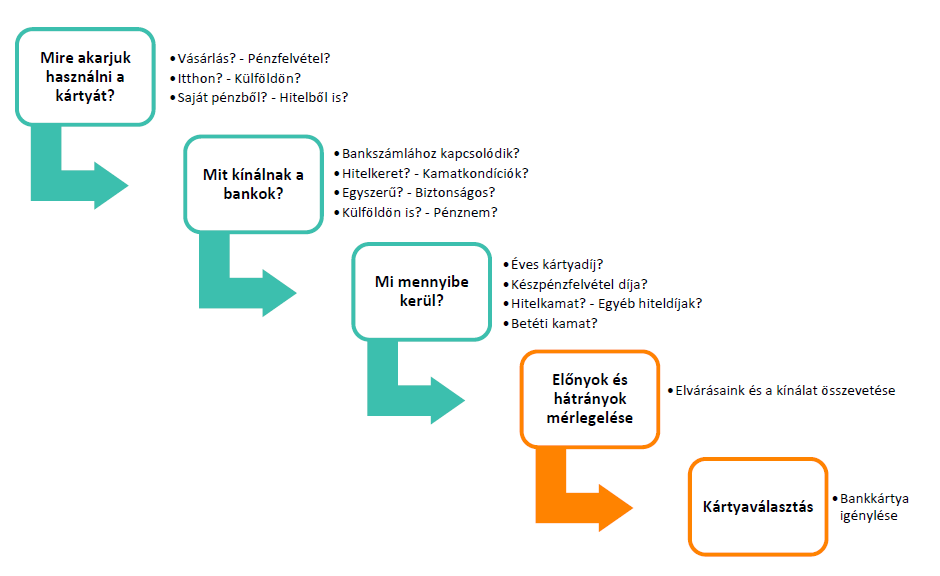 Mire akarjuk
használni a
kártyát?
•Vásárlás? - Pénzfelvétel?
•Itthon? - Külföldön?
•Saját pénzből? - Hitelből is?
Mit kínálnak a
bankok?
•Bankszámlához kapcsolódik?
•Hitelkeret? - Kamatkondíciók?
•Egyszerű? - Biztonságos?
•Külföldön is? - Pénznem?
Mi mennyibe
kerül?
•Éves kártyadíj?
•Készpénzfelvétel díja?
•Hitelkamat? - Egyéb hiteldíjak?
•Betéti kamat?
Előnyok és
hátrányok
mérlegelése
•Elvárásaink és a kínálat összevetése
Kártyaválasztás
•Bankkártya
igénylése